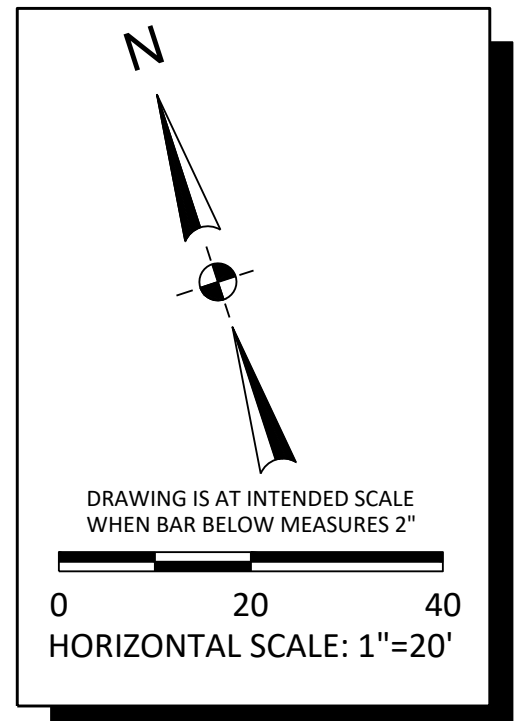 N
DRAWING IS AT INTENDED SCALE
WHEN BAR BELOW MEASURES 2"
0 20 40
HORIZONTAL SCALE: 1"=20'